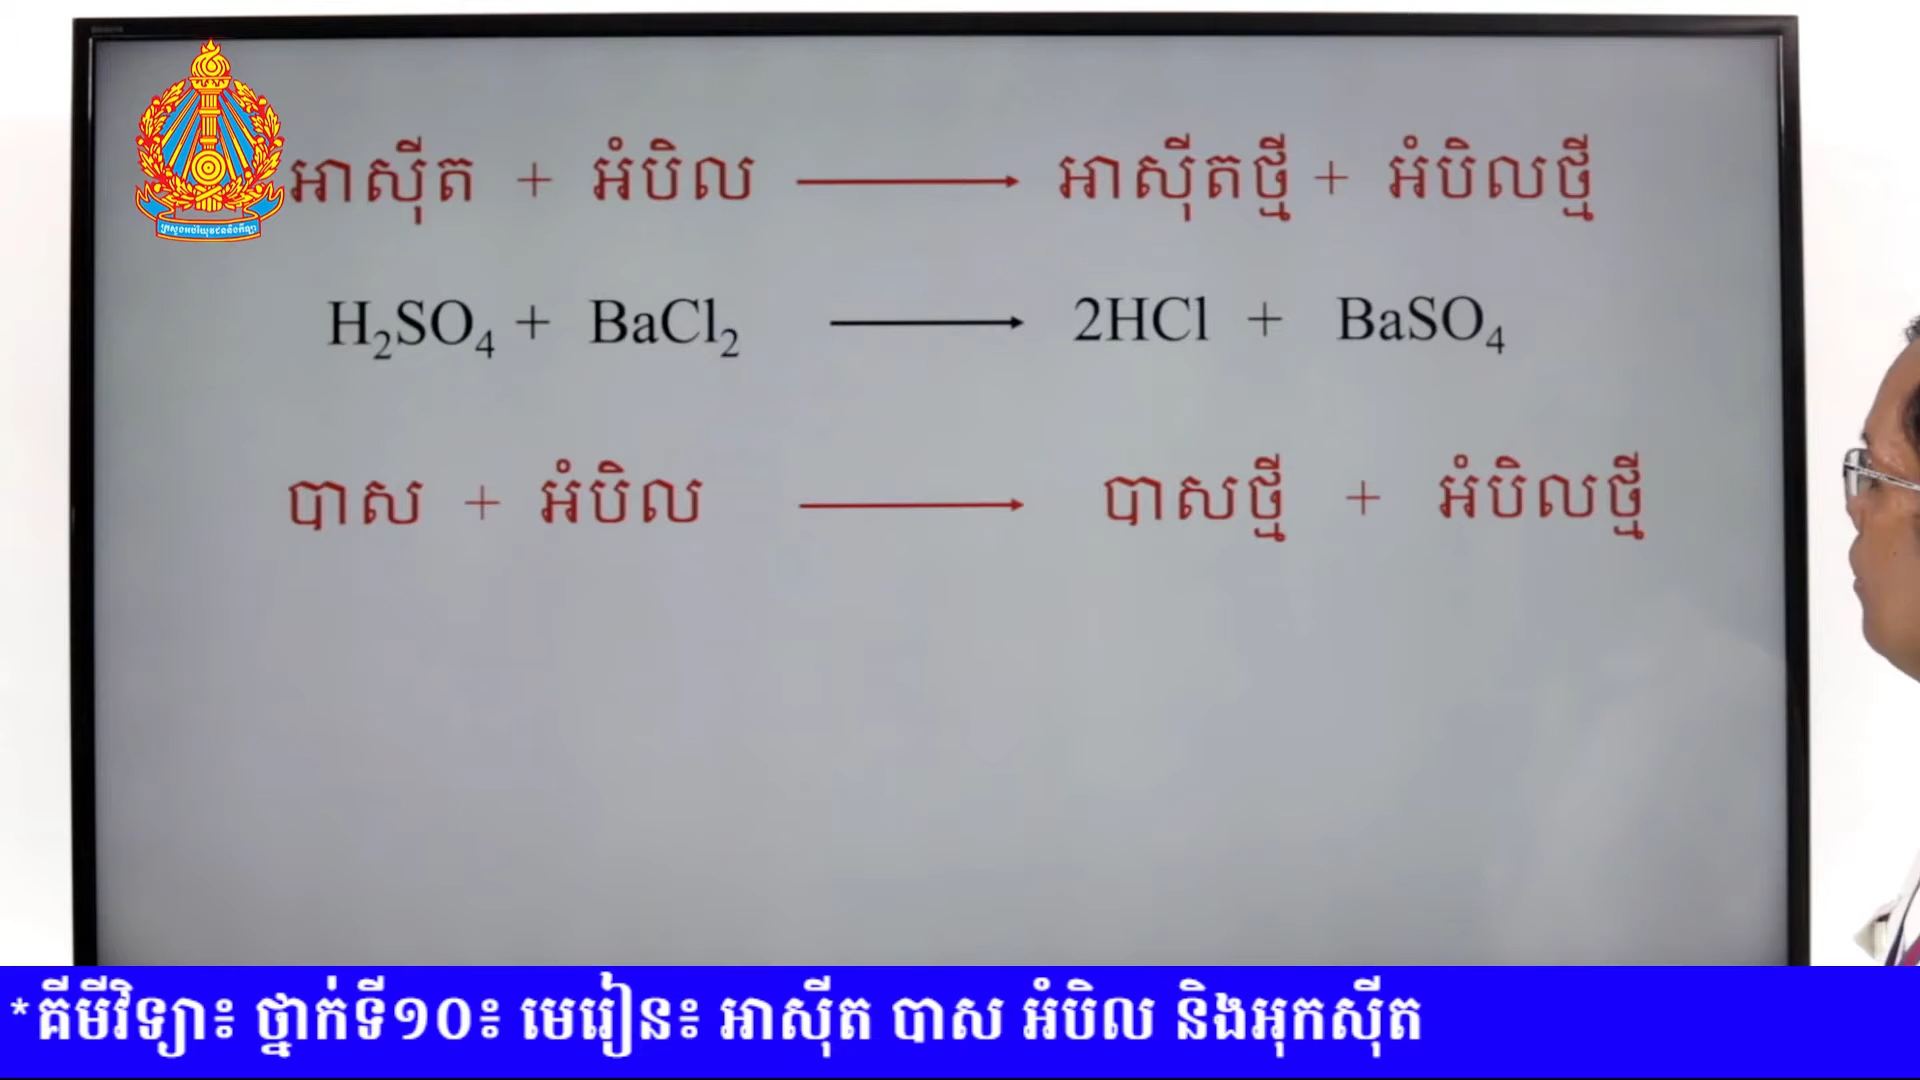 អាស៊ីត + អំបិល ⟶ អាស៊ីតថ្មី + អំបិលថ្មី
H₂SO₄ + BaCl₂ ⟶ 2HCl + BaSO₄
បាស + អំបិល ⟶ បាសថ្មី + អំបិលថ្មី
*គីមីវិទ្យា៖ ថ្នាក់ទី១០៖ មេរៀន៖ អាស៊ីត បាស អំបិល និងអុកស៊ីត